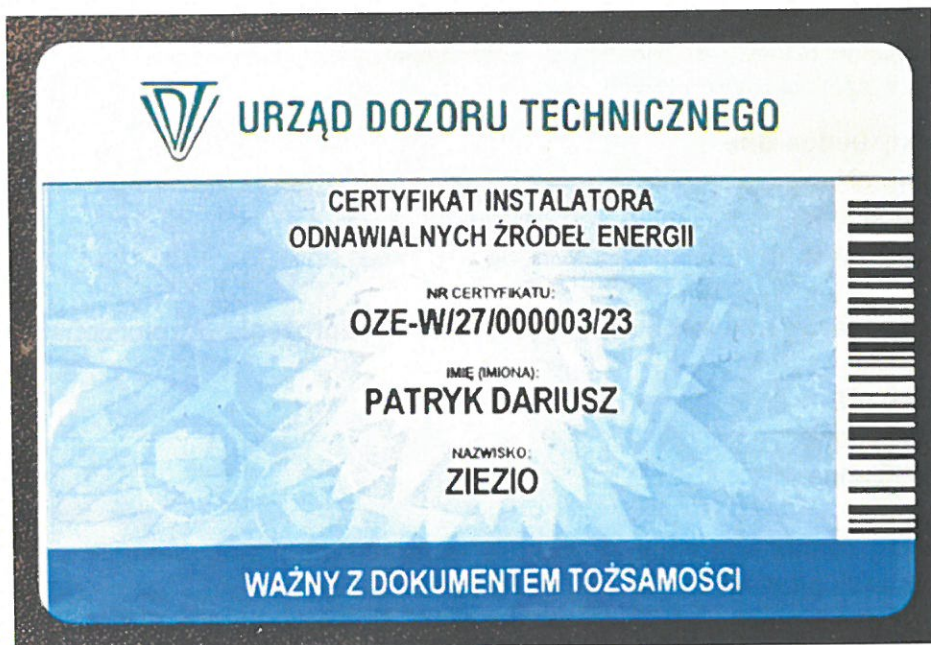 URZĄD DOZORU TECHNICZNEGO
CERTYFIKAT INSTALATORA
ODNAWIALNYCH ŹRÓDEŁ ENERGII
NR CERTYFIKATU:
OZE-W/27/000003/23
IMIĘ (IMIONA):
PATRYK DARIUSZ
NAZWISKO:
ZIEZIO
WAŻNY Z DOKUMENTEM TOŻSAMOŚCI